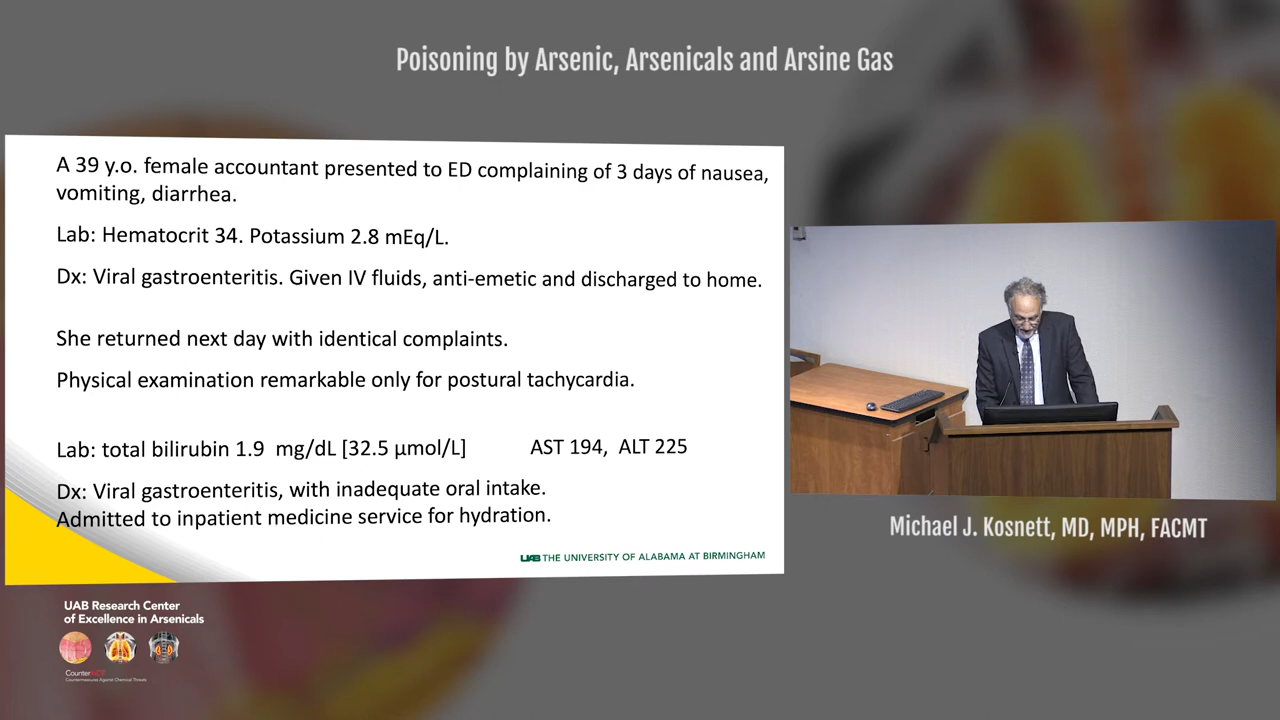 Poisoning by Arsenic, Arsenicals and Arsine Gas
A 39 y.o. female accountant presented to ED complaining of 3 days of nausea,
vomiting, diarrhea.
Lab: Hematocrit 34. Potassium 2.8 mEq/L.
Dx: Viral gastroenteritis. Given IV fluids, anti-emetic and discharged to home.
She returned next day with identical complaints.
Physical examination remarkable only for postural tachycardia.
Lab: total bilirubin 1.9 mg/dL [32.5 µmol/L] AST 194, ALT 225
Dx: Viral gastroenteritis, with inadequate oral intake.
Admitted to inpatient medicine service for hydration.
UAB THE UNIVERSITY OF ALABAMA AT BIRMINGHAM
Michael J. Kosnett, MD, MPH, FACMT
UAB Research Center
of Excellence in Arsenicals
CounterACT
Countermeasures Against Chemical Threats